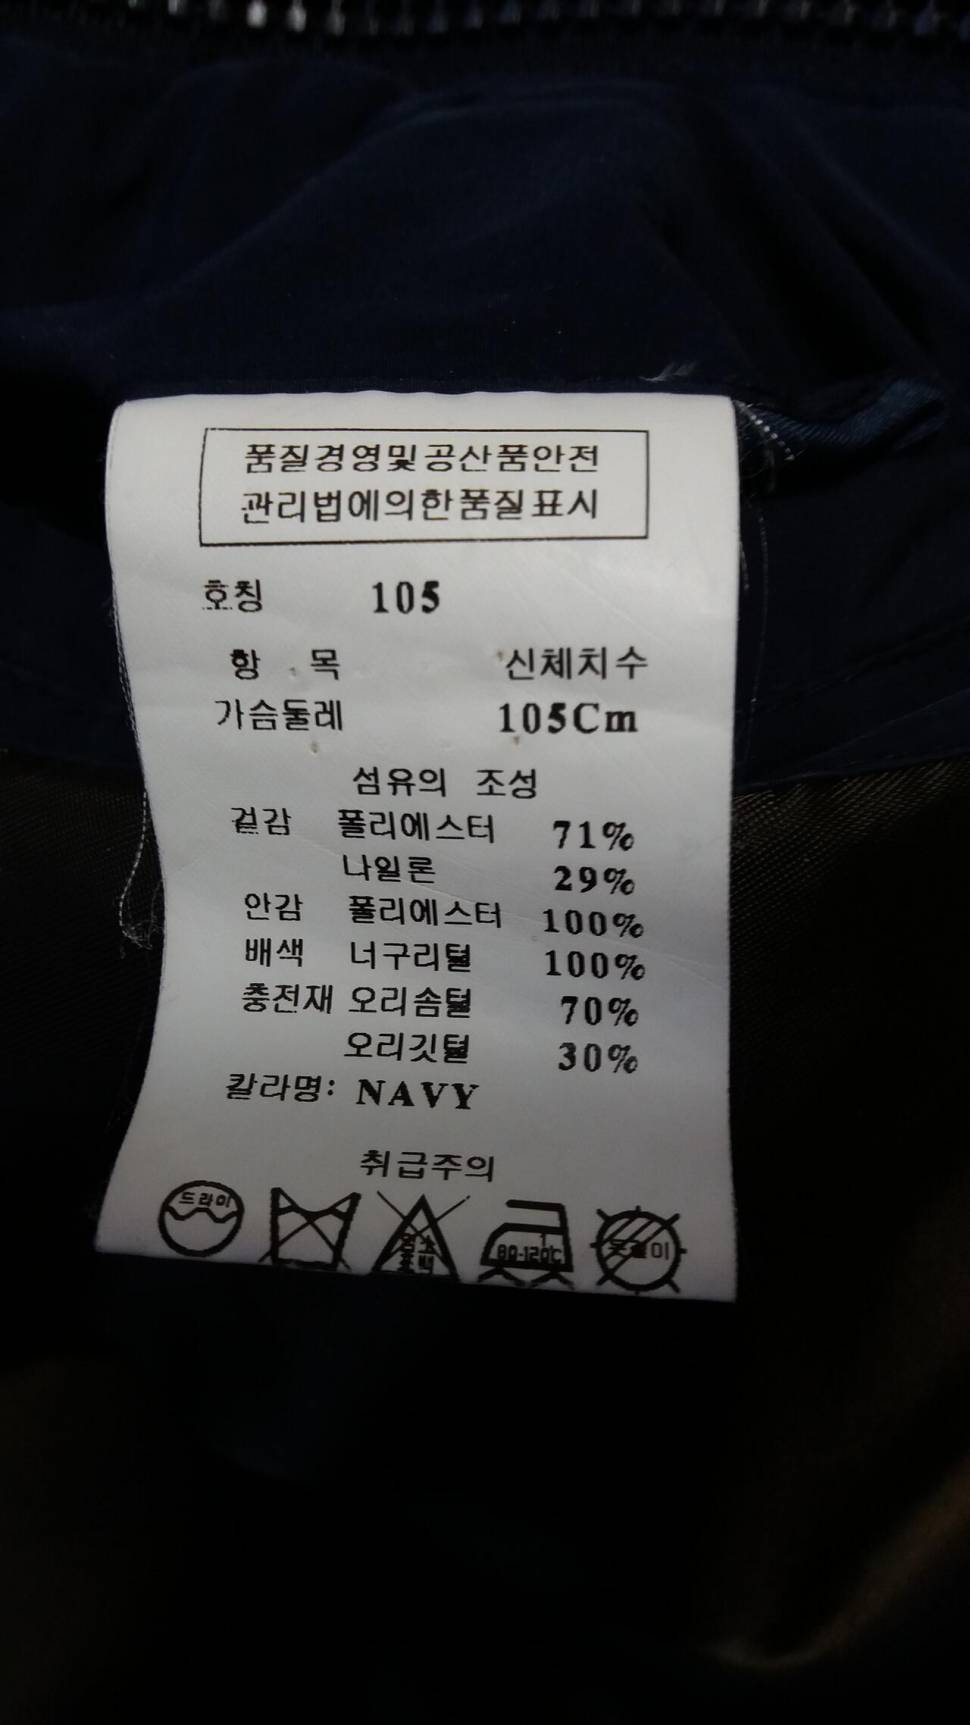 품질경영및공산품안전
관리법에의한품질표시
호칭 105
항 목 신체치수
가슴둘레 105Cm
섬유의 조성
겉감 폴리에스터 71%
나일론 29%
안감 폴리에스터 100%
배색 너구리털 100%
충전재 오리솜털 70%
오리깃털 30%
칼라명: NAVY
취급주의
드라이
80-120℃